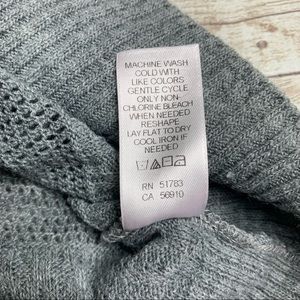 MACHINE WASH
COLD WITH
LIKE COLORS
GENTLE CYCLE
ONLY NON-
CHLORINE BLEACH
WHEN NEEDED
RESHAPE
LAY FLAT TO DRY
COOL IRON IF
NEEDED
RN 51783
CA 56910